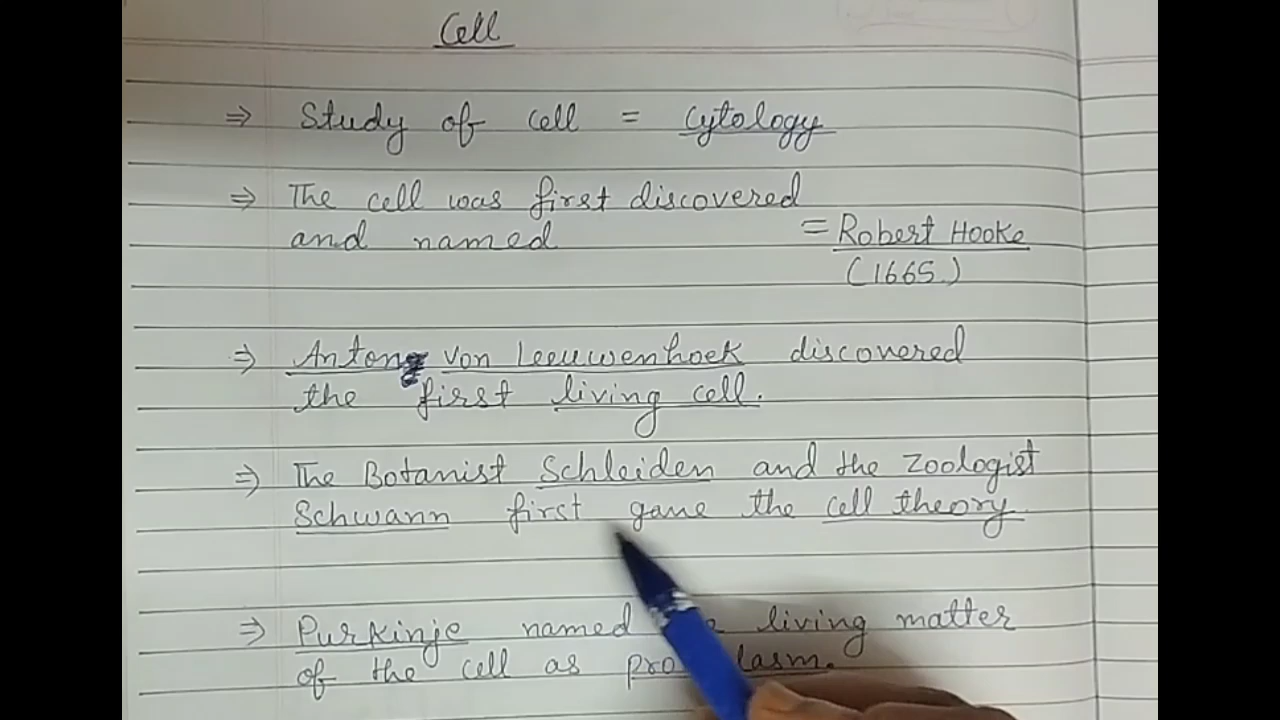 Cell
⇒ Study of cell = Cytology
⇒ The cell was first discovered
and named = Robert Hooke
(1665)
⇒ Anton von Leeuwenhoek discovered
the first living cell.
⇒ The Botanist Schleiden and the Zoologist
Schwann first gave the cell theory.
⇒ Purkinje named living matter
of the cell as